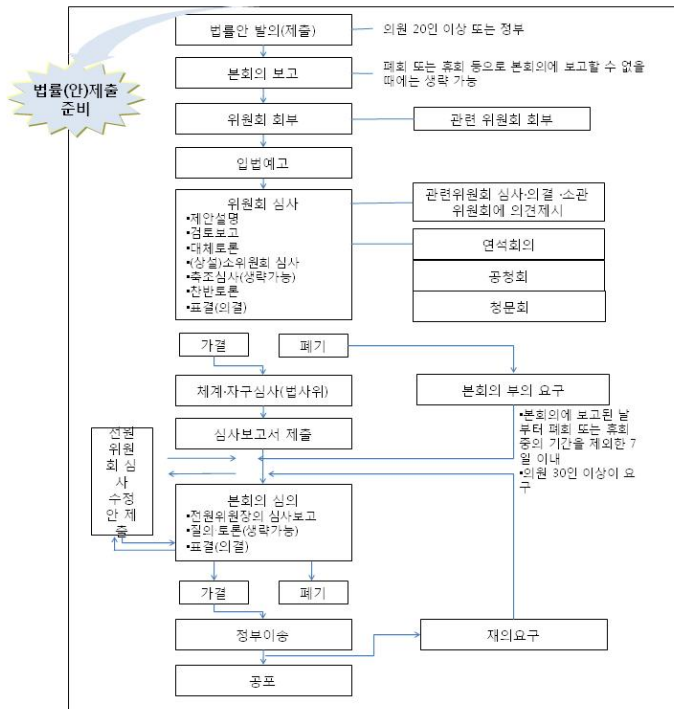 법률안 발의(제출)
의원 20인 이상 또는 정부
법률(안)제출
준비
본회의 보고
폐회 또는 휴회 등으로 본회의에 보고할 수 없을
때에는 생략 가능
위원회 회부
관련 위원회 회부
입법예고
위원회 심사
▪제안설명
▪검토보고
▪대체토론
▪(상설)소위원회 심사
▪축조심사(생략가능)
▪찬반토론
▪표결(의결)
관련위원회 심사·의결 ·소관
위원회에 의견제시
연석회의
공청회
청문회
가결
폐기
체계·자구심사(법사위)
본회의 부의 요구
▪본회의에 보고된 날
부터 폐회 또는 휴회
중의 기간을 제외한 7
일 이내
▪의원 30인 이상이 요
구
심사보고서 제출
전원
위원
회 심
사
수정
안 제
출
본회의 심의
▪전원위원장의 심사보고
▪질의·토론(생략가능)
▪표결(의결)
가결
폐기
정부이송
재의요구
공포